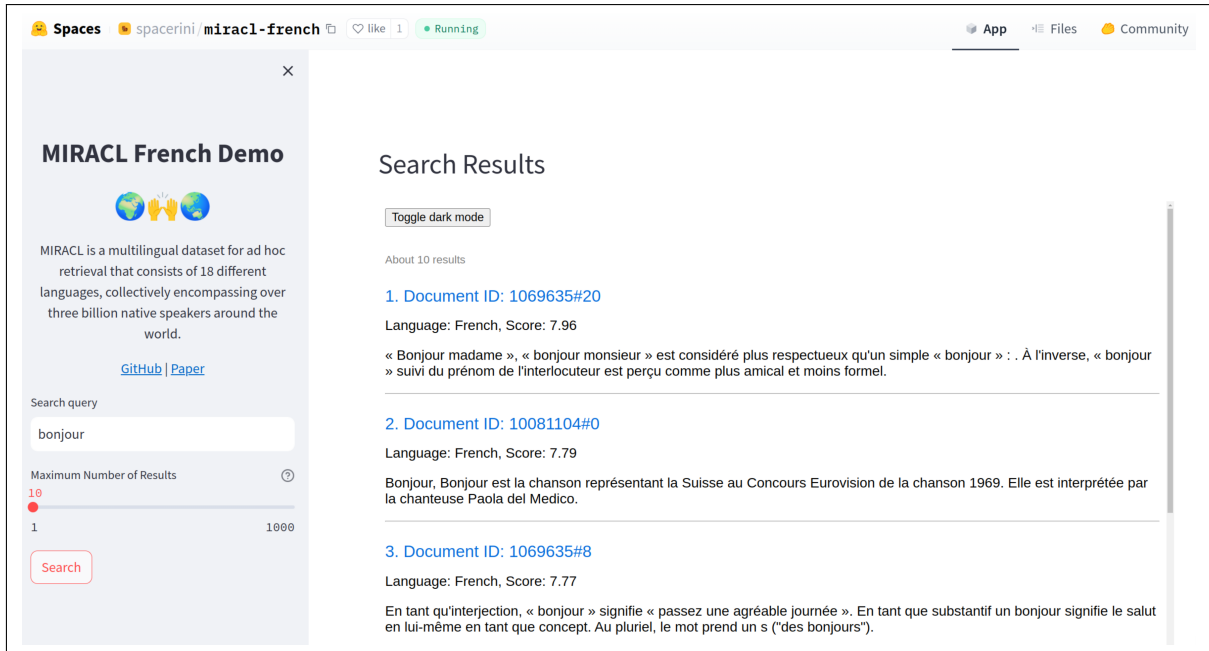 Spaces spacerini/miracl-french like 1 Running App Files Community
MIRACL French Demo
MIRACL is a multilingual dataset for ad hoc
retrieval that consists of 18 different
languages, collectively encompassing over
three billion native speakers around the
world.
GitHub | Paper
Search query
bonjour
Maximum Number of Results
10
1 1000
Search
Search Results
Toggle dark mode
About 10 results
1. Document ID: 1069635#20
Language: French, Score: 7.96
« Bonjour madame », « bonjour monsieur » est considéré plus respectueux qu'un simple « bonjour » : . À l'inverse, « bonjour
» suivi du prénom de l'interlocuteur est perçu comme plus amical et moins formel.
2. Document ID: 10081104#0
Language: French, Score: 7.79
Bonjour, Bonjour est la chanson représentant la Suisse au Concours Eurovision de la chanson 1969. Elle est interprétée par
la chanteuse Paola del Medico.
3. Document ID: 1069635#8
Language: French, Score: 7.77
En tant qu'interjection, « bonjour » signifie « passez une agréable journée ». En tant que substantif un bonjour signifie le salut
en lui-même en tant que concept. Au pluriel, le mot prend un s ("des bonjours").